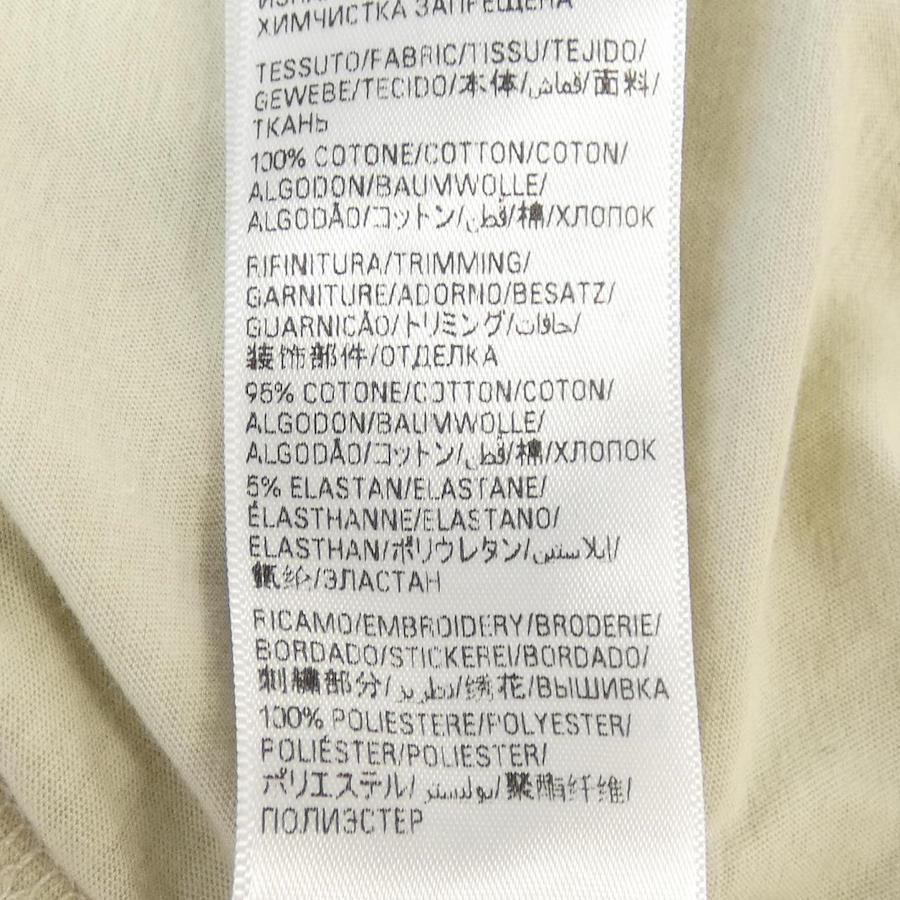 ХИМЧИСТКА ЗАПРЕЩЕНА
TESSUTO/FABRIC/TISSU/TEJIDO/
GEWEBE/TECIDO/本体/قماش/面料/
ТКАНЬ
100% COTONE/COTTON/COTON/
ALGODON/BAUMWOLLE/
ALGODÃO/コットン/قطن/棉/ХЛОПОК
RIFINITURA/TRIMMING/
GARNITURE/ADORNO/BESATZ/
GUARNICÃO/トリミング/حافات/
装饰部件/ОТДЕЛКА
95% COTONE/COTTON/COTON/
ALGODON/BAUMWOLLE/
ALGODÃO/コットン/قطن/棉/ХЛОПОК
5% ELASTAN/ELASTANE/
ÉLASTHANNE/ELASTANO/
ELASTHAN/ポリウレタン/ايلاستين/
/ЭЛАСТАН
RICAMO/EMBROIDERY/BRODERIE/
BORDADO/STICKEREI/BORDADO/
刺繍部分/تطريز/绣花/ВЫШИВКА
100% POLIESTERE/POLYESTER/
POLIÉSTER/POLIESTER/
ポリエステル/بوليستر/聚酯纤维/
ПОЛИЭСТЕР